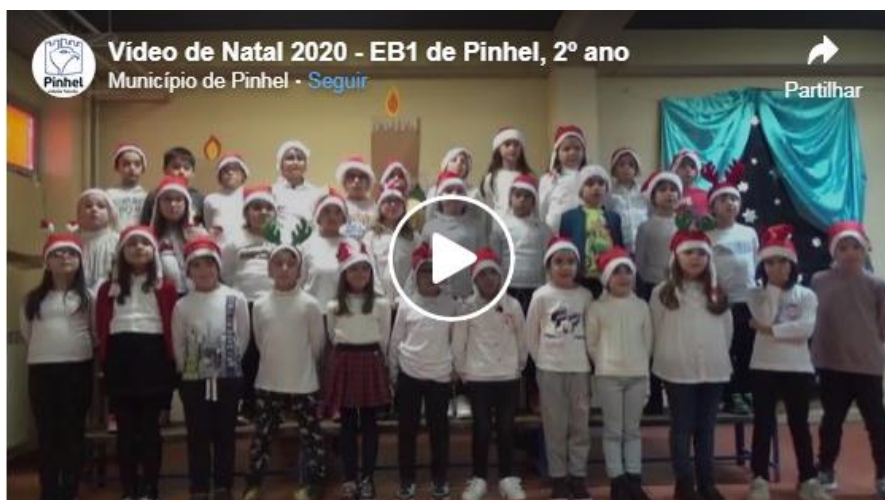 Vídeo de Natal 2020 - EB1 de Pinhel, 2º ano
Município de Pinhel · Seguir
Partilhar
Pinhel